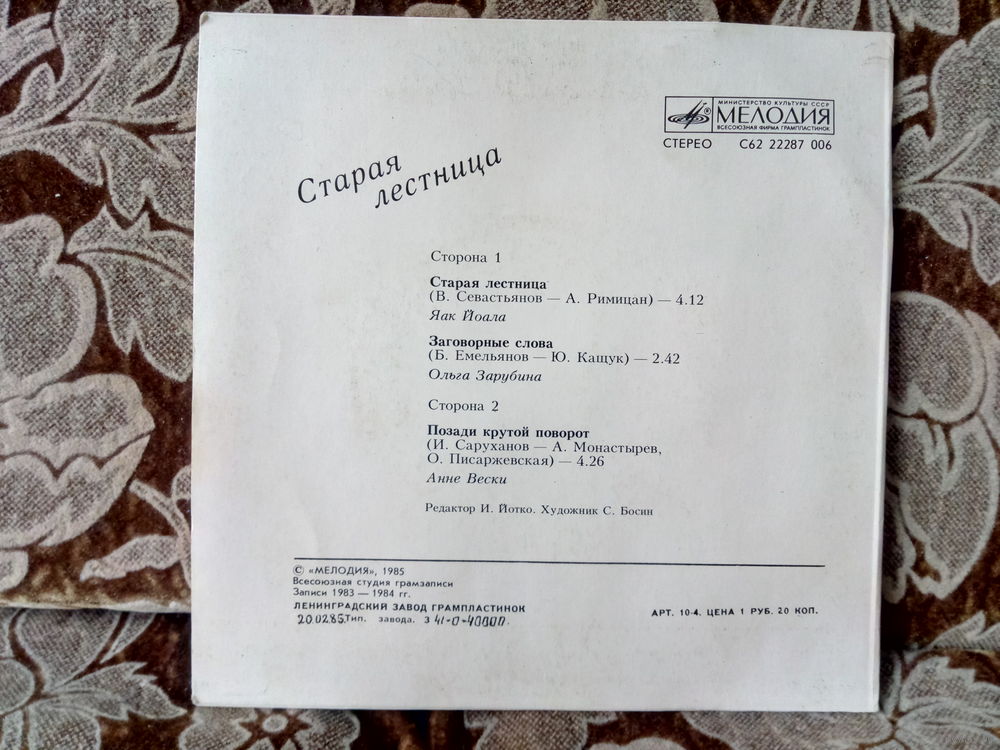 МИНИСТЕРСТВО КУЛЬТУРЫ СССР
МЕЛОДИЯ
ВСЕСОЮЗНАЯ ФИРМА ГРАМПЛАСТИНОК
СТЕРЕО С62 22287 006
Старая
лестница
Сторона 1
Старая лестница
(В. Севастьянов — А. Римицан) — 4.12
Яак Йоала
Заговорные слова
(Б. Емельянов — Ю. Кащук) — 2.42
Ольга Зарубина
Сторона 2
Позади крутой поворот
(И. Саруханов — А. Монастырев,
О. Писаржевская) — 4.26
Анне Вески
Редактор И. Йотко. Художник С. Босин
© «МЕЛОДИЯ», 1985
Всесоюзная студия грамзаписи
Записи 1983 — 1984 гг.
ЛЕНИНГРАДСКИЙ ЗАВОД ГРАМПЛАСТИНОК
20.02.85. Тип. завода. З 41-0-40000.
АРТ. 10-4. ЦЕНА 1 РУБ. 20 КОП.